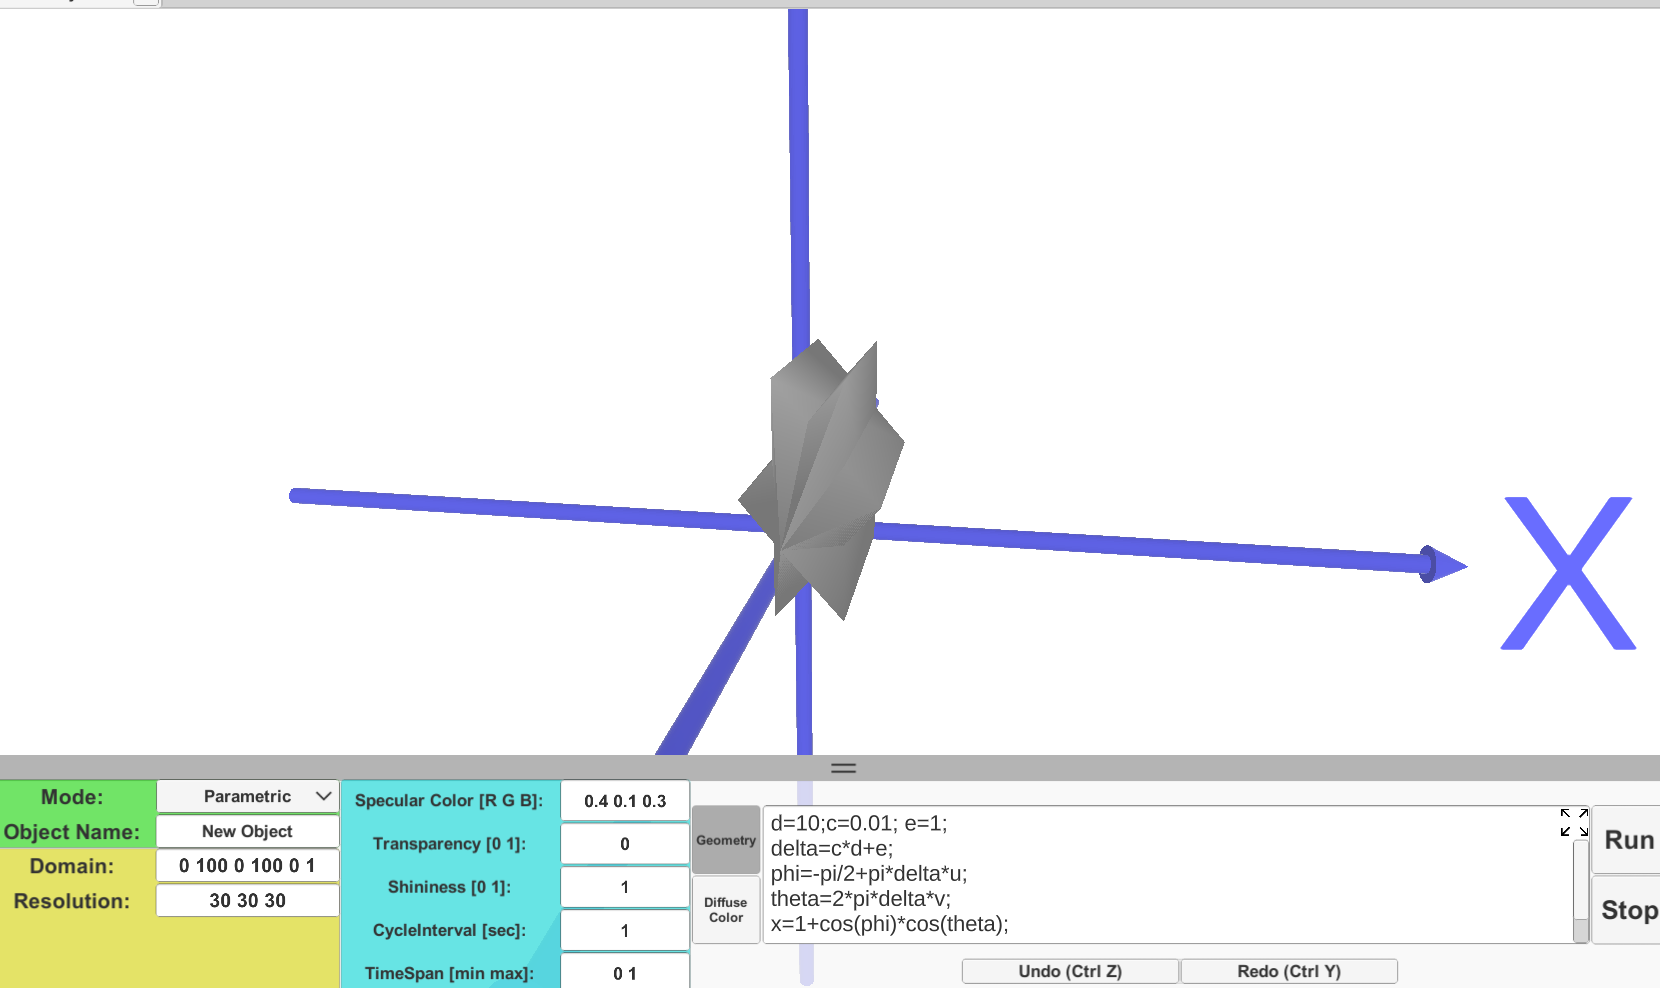 X
Mode:
Parametric
Object Name:
New Object
Domain:
0 100 0 100 0 1
Resolution:
30 30 30
Specular Color [R G B]:
0.4 0.1 0.3
Transparency [0 1]:
0
Shininess [0 1]:
1
CycleInterval [sec]:
1
TimeSpan [min max]:
0 1
Geometry
Diffuse
Color
d=10;c=0.01; e=1;
delta=c*d+e;
phi=-pi/2+pi*delta*u;
theta=2*pi*delta*v;
x=1+cos(phi)*cos(theta);
Run
Stop
Undo (Ctrl Z)
Redo (Ctrl Y)